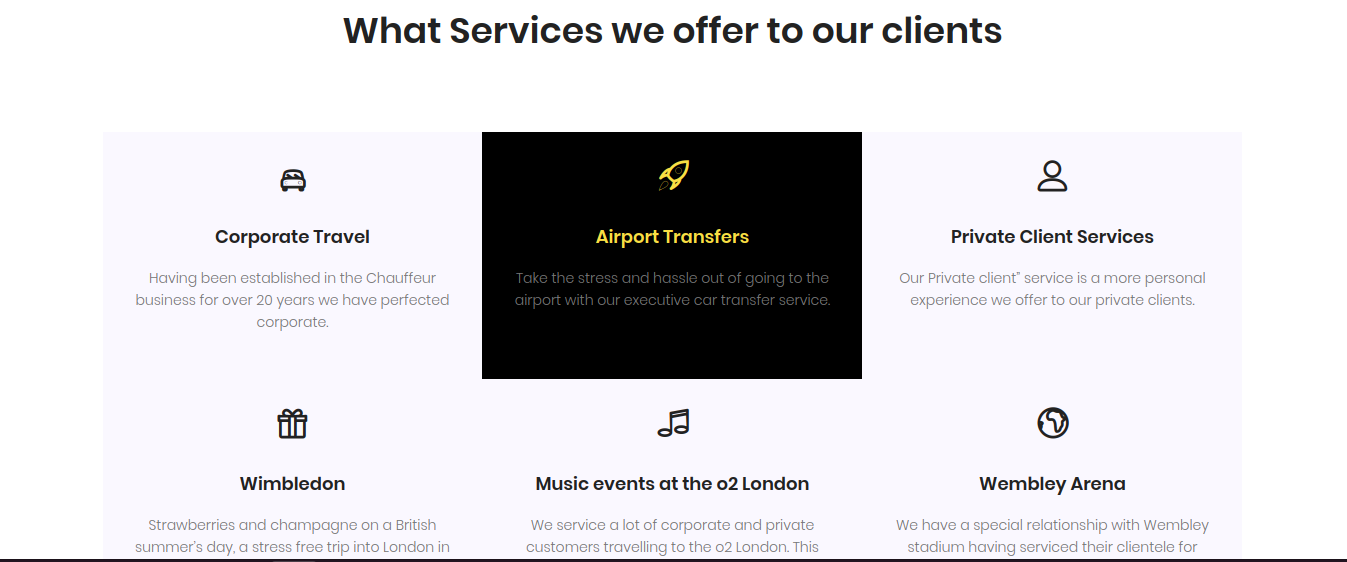 What Services we offer to our clients
Corporate Travel
Having been established in the Chauffeur
business for over 20 years we have perfected
corporate.
Airport Transfers
Take the stress and hassle out of going to the
airport with our executive car transfer service.
Private Client Services
Our Private client” service is a more personal
experience we offer to our private clients.
Wimbledon
Strawberries and champagne on a British
summer's day, a stress free trip into London in
Music events at the o2 London
We service a lot of corporate and private
customers travelling to the o2 London. This
Wembley Arena
We have a special relationship with Wembley
stadium having serviced their clientele for